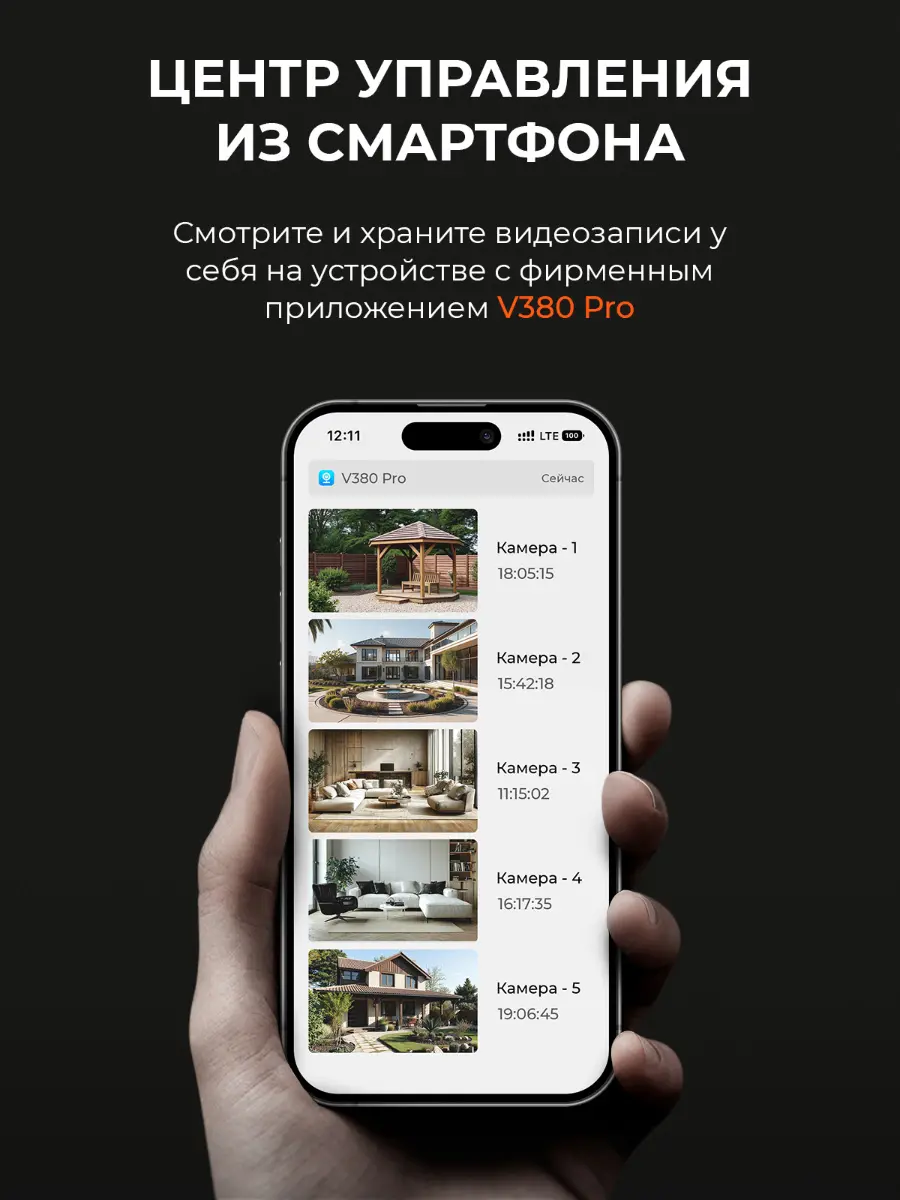 ЦЕНТР УПРАВЛЕНИЯ
ИЗ СМАРТФОНА
Смотрите и храните видеозаписи у
себя на устройстве с фирменным
приложением V380 Pro
12:11 LTE 100
V380 Pro Сейчас
Камера - 1
18:05:15
Камера - 2
15:42:18
Камера - 3
11:15:02
Камера - 4
16:17:35
Камера - 5
19:06:45